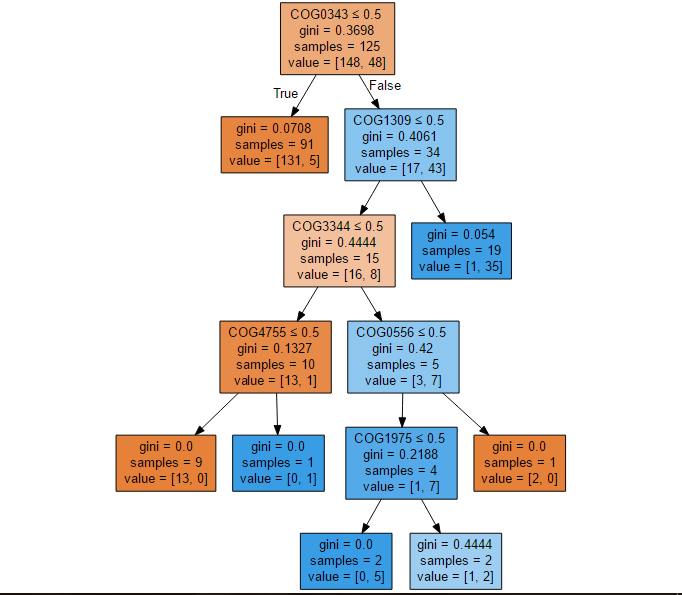 COG0343 ≤ 0.5
gini = 0.3698
samples = 125
value = [148, 48]
True
False
gini = 0.0708
samples = 91
value = [131, 5]
COG1309 ≤ 0.5
gini = 0.4061
samples = 34
value = [17, 43]
COG3344 ≤ 0.5
gini = 0.4444
samples = 15
value = [16, 8]
gini = 0.054
samples = 19
value = [1, 35]
COG4755 ≤ 0.5
gini = 0.1327
samples = 10
value = [13, 1]
COG0556 ≤ 0.5
gini = 0.42
samples = 5
value = [3, 7]
gini = 0.0
samples = 9
value = [13, 0]
gini = 0.0
samples = 1
value = [0, 1]
COG1975 ≤ 0.5
gini = 0.2188
samples = 4
value = [1, 7]
gini = 0.0
samples = 1
value = [2, 0]
gini = 0.0
samples = 2
value = [0, 5]
gini = 0.4444
samples = 2
value = [1, 2]